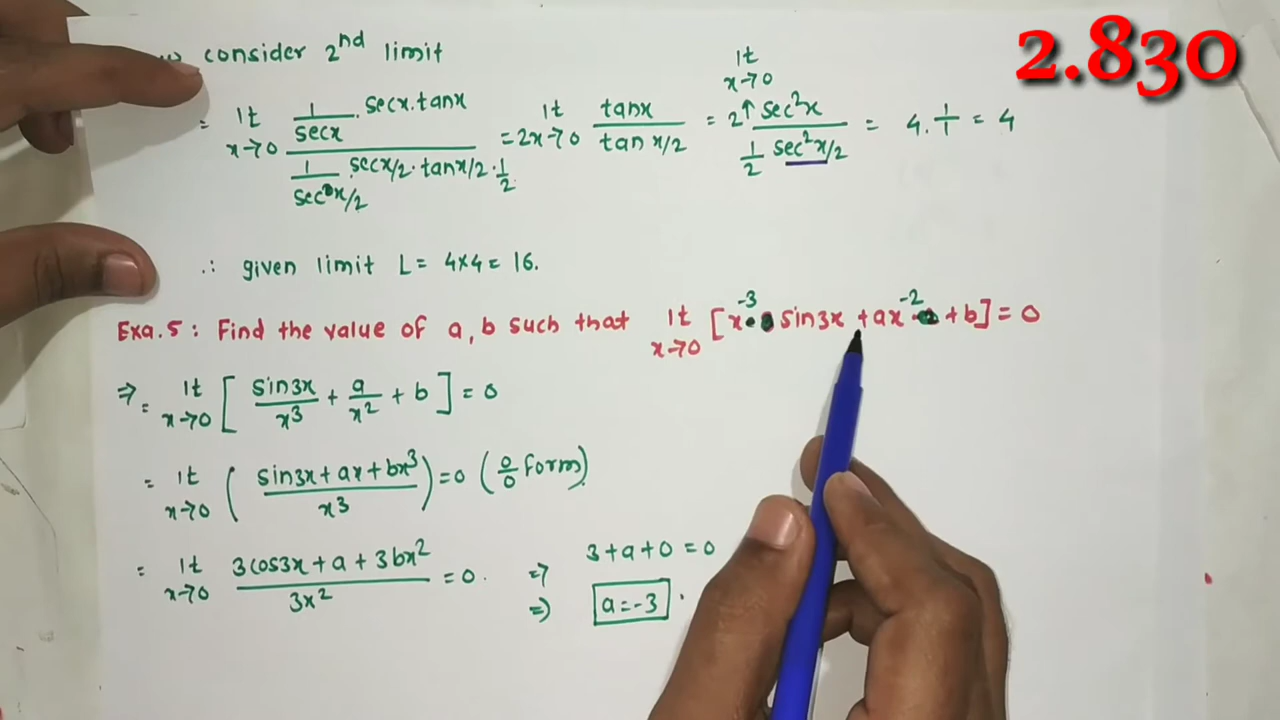 2.830
consider 2nd limit
= lt x→0 (1/secx . secx.tanx) / (1/sec x/2 . secx/2 . tanx/2 . 1/2) = 2 lt x→0 tanx / tan x/2 = lt x→0 2 sec²x / (1/2 sec²x/2) = 4 . 1/1 = 4
∴ given limit L = 4×4 = 16.
Exa. 5 : Find the value of a, b such that lt x→0 [x⁻³ sin3x + ax⁻² + b] = 0
⇒ = lt x→0 [ sin3x/x³ + a/x² + b ] = 0
= lt x→0 ( (sin3x + ax + bx³)/x³ ) = 0 ( 0/0 form ).
= lt x→0 (3cos3x + a + 3bx²)/3x² = 0. ⇒ 3 + a + 0 = 0
⇒ a = -3 .